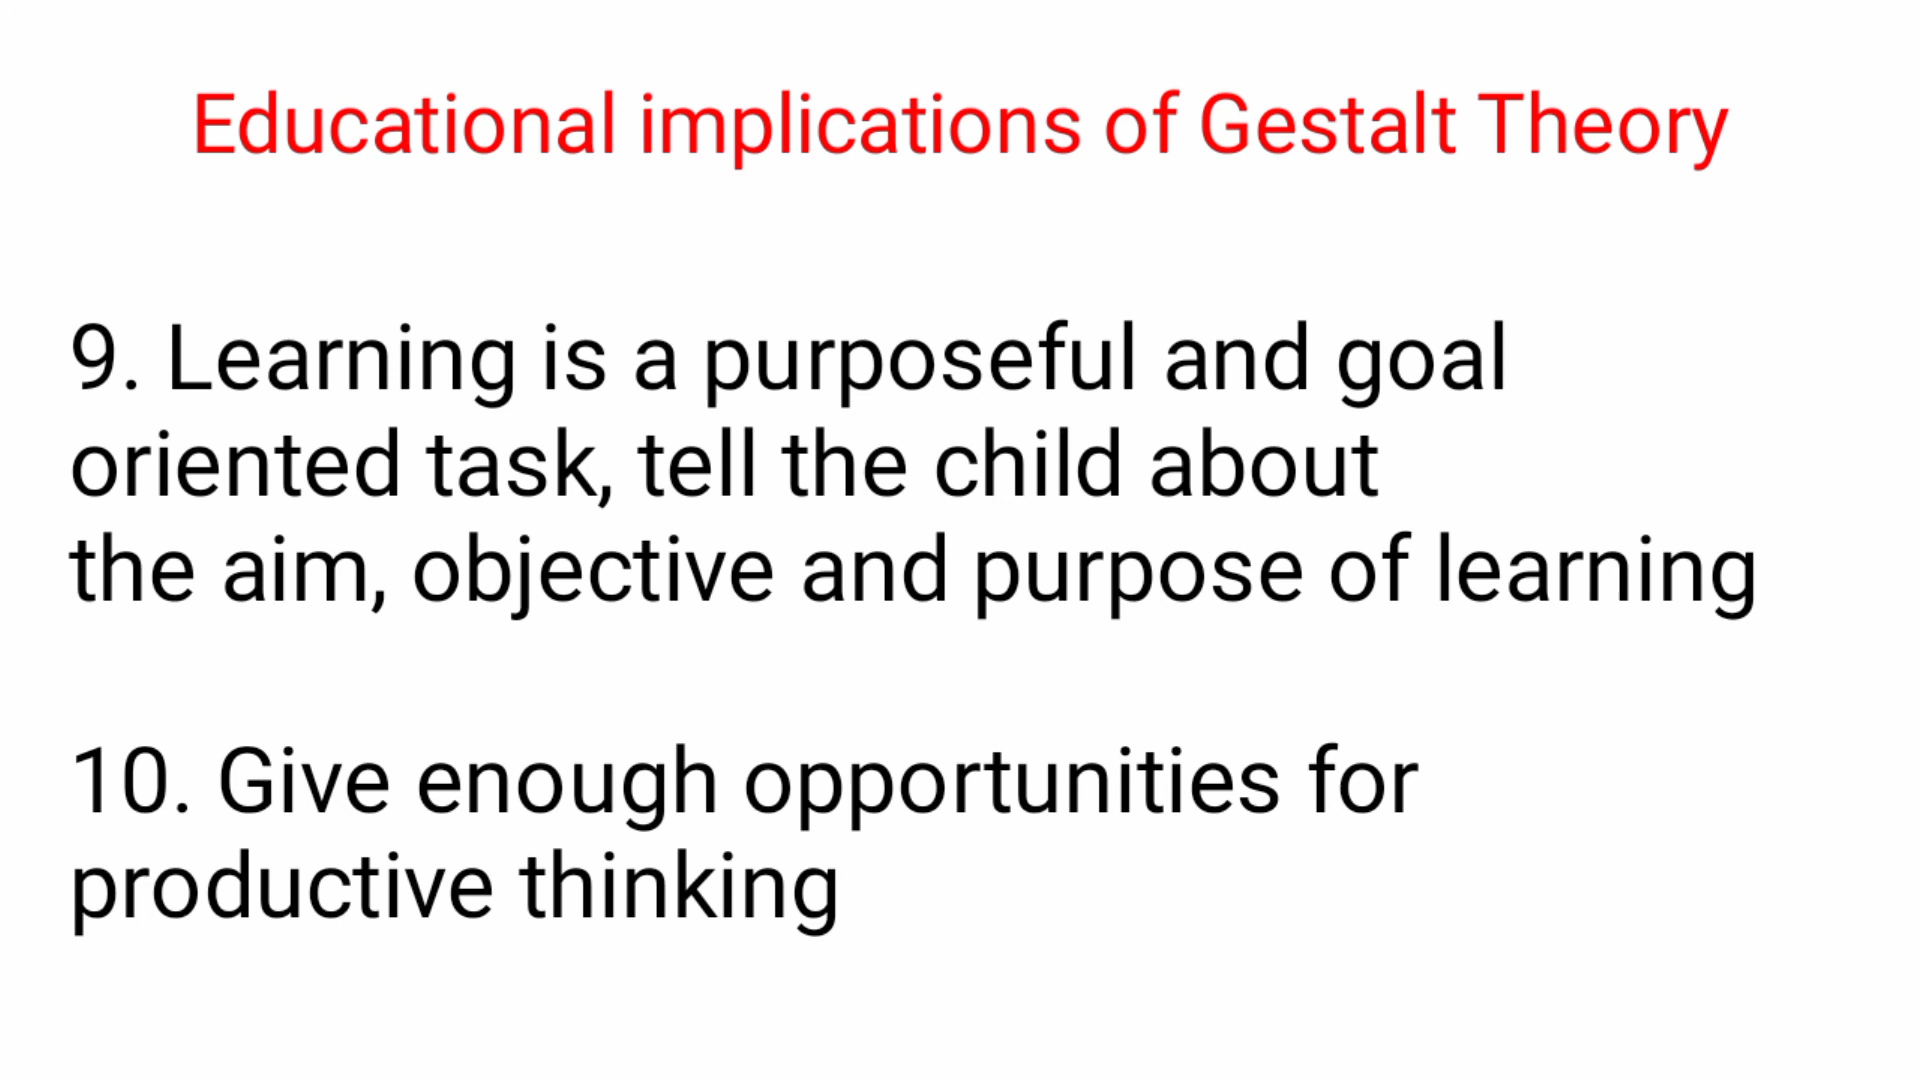 Educational implications of Gestalt Theory
9. Learning is a purposeful and goal
oriented task, tell the child about
the aim, objective and purpose of learning
10. Give enough opportunities for
productive thinking